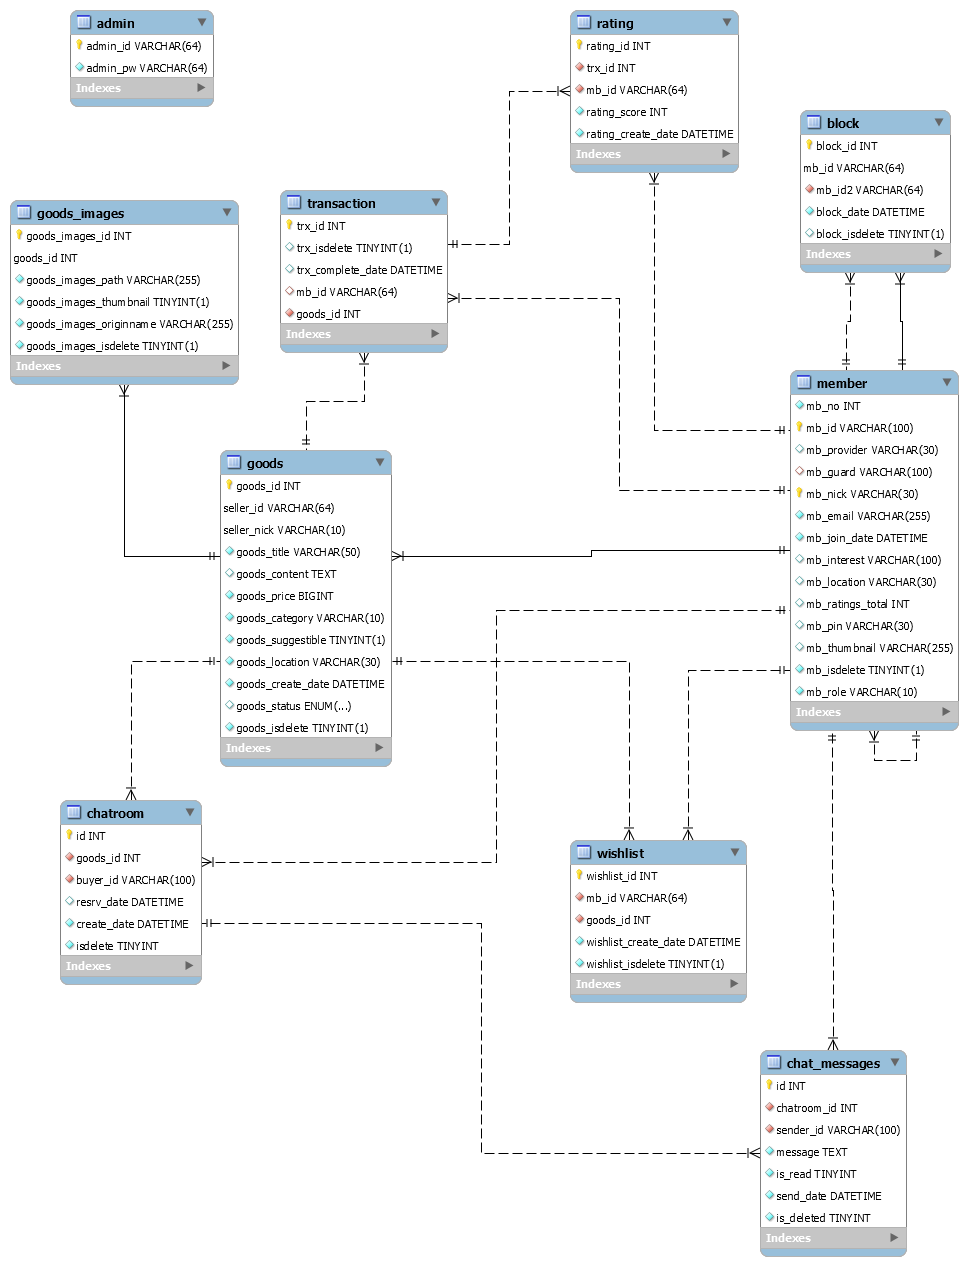 admin
admin_id VARCHAR(64)
admin_pw VARCHAR(64)
Indexes
rating
rating_id INT
trx_id INT
mb_id VARCHAR(64)
rating_score INT
rating_create_date DATETIME
Indexes
block
block_id INT
mb_id VARCHAR(64)
mb_id2 VARCHAR(64)
block_date DATETIME
block_isdelete TINYINT(1)
Indexes
goods_images
goods_images_id INT
goods_id INT
goods_images_path VARCHAR(255)
goods_images_thumbnail TINYINT(1)
goods_images_originname VARCHAR(255)
goods_images_isdelete TINYINT(1)
Indexes
transaction
trx_id INT
trx_isdelete TINYINT(1)
trx_complete_date DATETIME
mb_id VARCHAR(64)
goods_id INT
Indexes
member
mb_no INT
mb_id VARCHAR(100)
mb_provider VARCHAR(30)
mb_guard VARCHAR(100)
mb_nick VARCHAR(30)
mb_email VARCHAR(255)
mb_join_date DATETIME
mb_interest VARCHAR(100)
mb_location VARCHAR(30)
mb_ratings_total INT
mb_pin VARCHAR(30)
mb_thumbnail VARCHAR(255)
mb_isdelete TINYINT(1)
mb_role VARCHAR(10)
Indexes
goods
goods_id INT
seller_id VARCHAR(64)
seller_nick VARCHAR(10)
goods_title VARCHAR(50)
goods_content TEXT
goods_price BIGINT
goods_category VARCHAR(10)
goods_suggestible TINYINT(1)
goods_location VARCHAR(30)
goods_create_date DATETIME
goods_status ENUM(...)
goods_isdelete TINYINT(1)
Indexes
chatroom
id INT
goods_id INT
buyer_id VARCHAR(100)
resrv_date DATETIME
create_date DATETIME
isdelete TINYINT
Indexes
wishlist
wishlist_id INT
mb_id VARCHAR(64)
goods_id INT
wishlist_create_date DATETIME
wishlist_isdelete TINYINT(1)
Indexes
chat_messages
id INT
chatroom_id INT
sender_id VARCHAR(100)
message TEXT
is_read TINYINT
send_date DATETIME
is_deleted TINYINT
Indexes